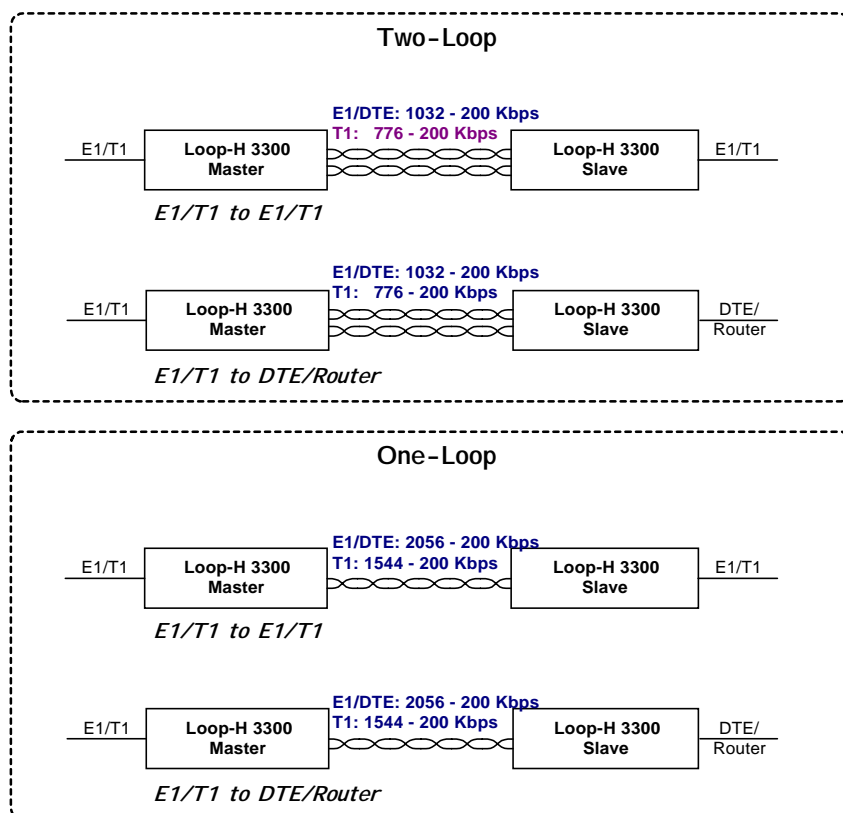 Two-Loop
E1/DTE: 1032 - 200 Kbps
T1: 776 - 200 Kbps
E1/T1
Loop-H 3300
Master
Loop-H 3300
Slave
E1/T1
E1/T1 to E1/T1
E1/DTE: 1032 - 200 Kbps
T1: 776 - 200 Kbps
E1/T1
Loop-H 3300
Master
Loop-H 3300
Slave
DTE/
Router
E1/T1 to DTE/Router
One-Loop
E1/DTE: 2056 - 200 Kbps
T1: 1544 - 200 Kbps
E1/T1
Loop-H 3300
Master
Loop-H 3300
Slave
E1/T1
E1/T1 to E1/T1
E1/DTE: 2056 - 200 Kbps
T1: 1544 - 200 Kbps
E1/T1
Loop-H 3300
Master
Loop-H 3300
Slave
DTE/
Router
E1/T1 to DTE/Router